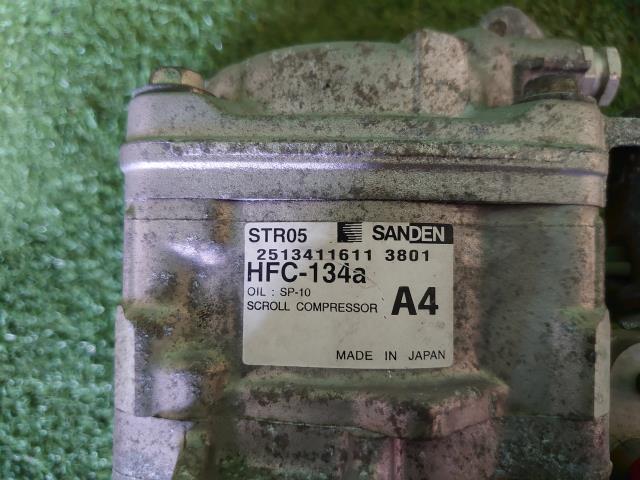 STR05 SANDEN
2513411611 3801
HFC-134a
OIL : SP-10
SCROLL COMPRESSOR A4
MADE IN JAPAN